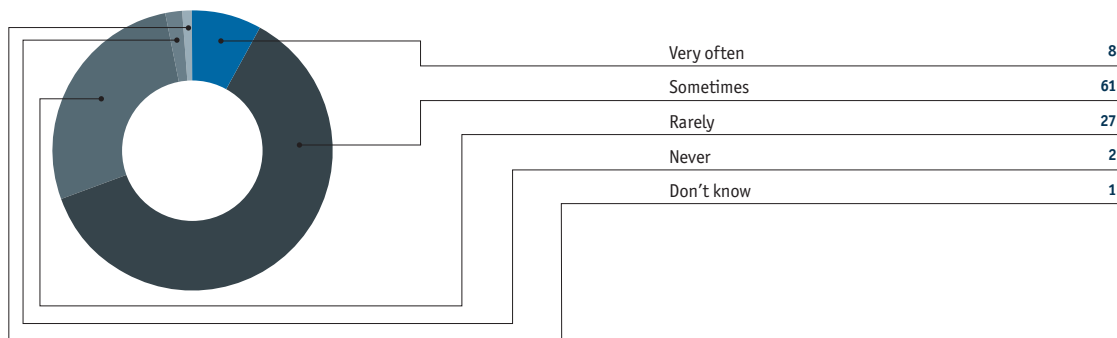 Very often 8
Sometimes 61
Rarely 27
Never 2
Don't know 1